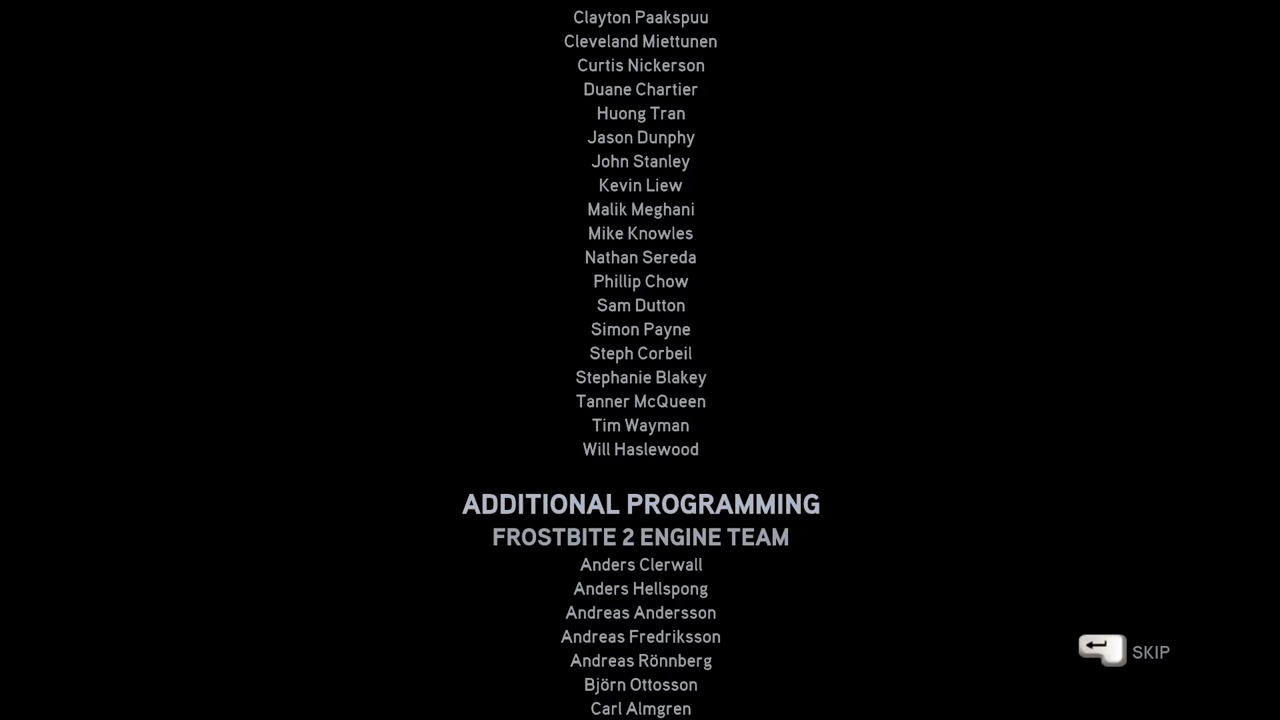 Clayton Paakspuu
Cleveland Miettunen
Curtis Nickerson
Duane Chartier
Huong Tran
Jason Dunphy
John Stanley
Kevin Liew
Malik Meghani
Mike Knowles
Nathan Sereda
Phillip Chow
Sam Dutton
Simon Payne
Steph Corbeil
Stephanie Blakey
Tanner McQueen
Tim Wayman
Will Haslewood
ADDITIONAL PROGRAMMING
FROSTBITE 2 ENGINE TEAM
Anders Clerwall
Anders Hellspong
Andreas Andersson
Andreas Fredriksson
Andreas Rönnberg
SKIP
Björn Ottosson
Carl Almgren